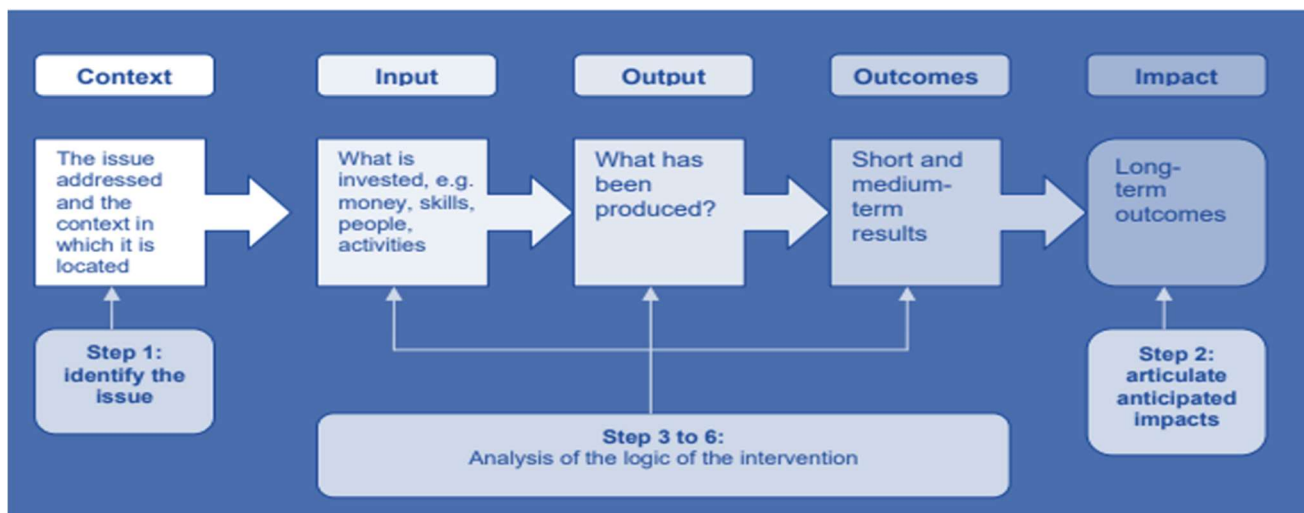 Context
Input
Output
Outcomes
Impact
The issue
addressed
and the
context in
which it is
located
What is
invested, e.g.
money, skills,
people,
activities
What has
been
produced?
Short and
medium-
term
results
Long-
term
outcomes
Step 1:
identify the
issue
Step 2:
articulate
anticipated
impacts
Step 3 to 6:
Analysis of the logic of the intervention